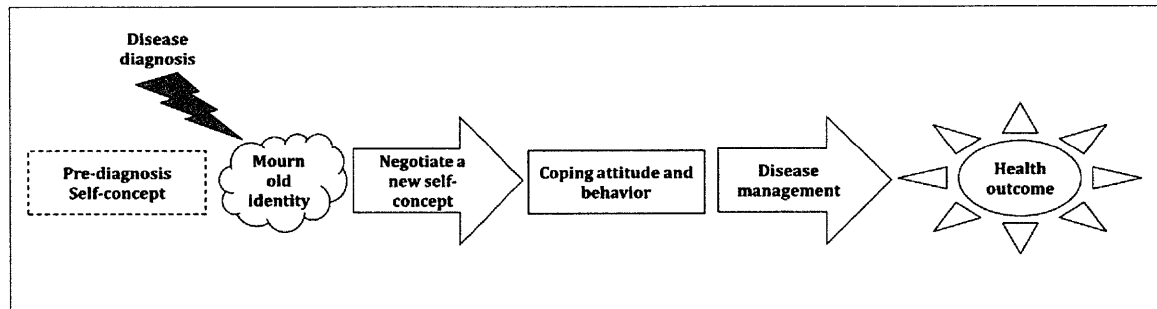 Disease
diagnosis
Pre-diagnosis
Self-concept
Mourn
old
identity
Negotiate a
new self-
concept
Coping attitude and
behavior
Disease
management
Health
outcome